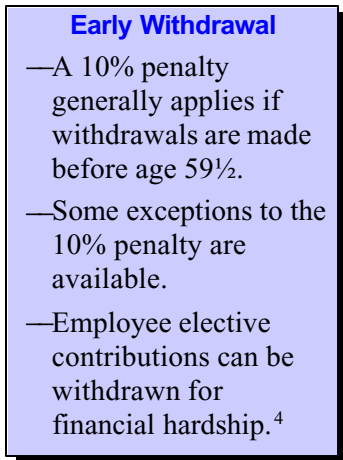 Early Withdrawal
—A 10% penalty
generally applies if
withdrawals are made
before age 59½.
—Some exceptions to the
10% penalty are
available.
—Employee elective
contributions can be
withdrawn for
financial hardship.⁴